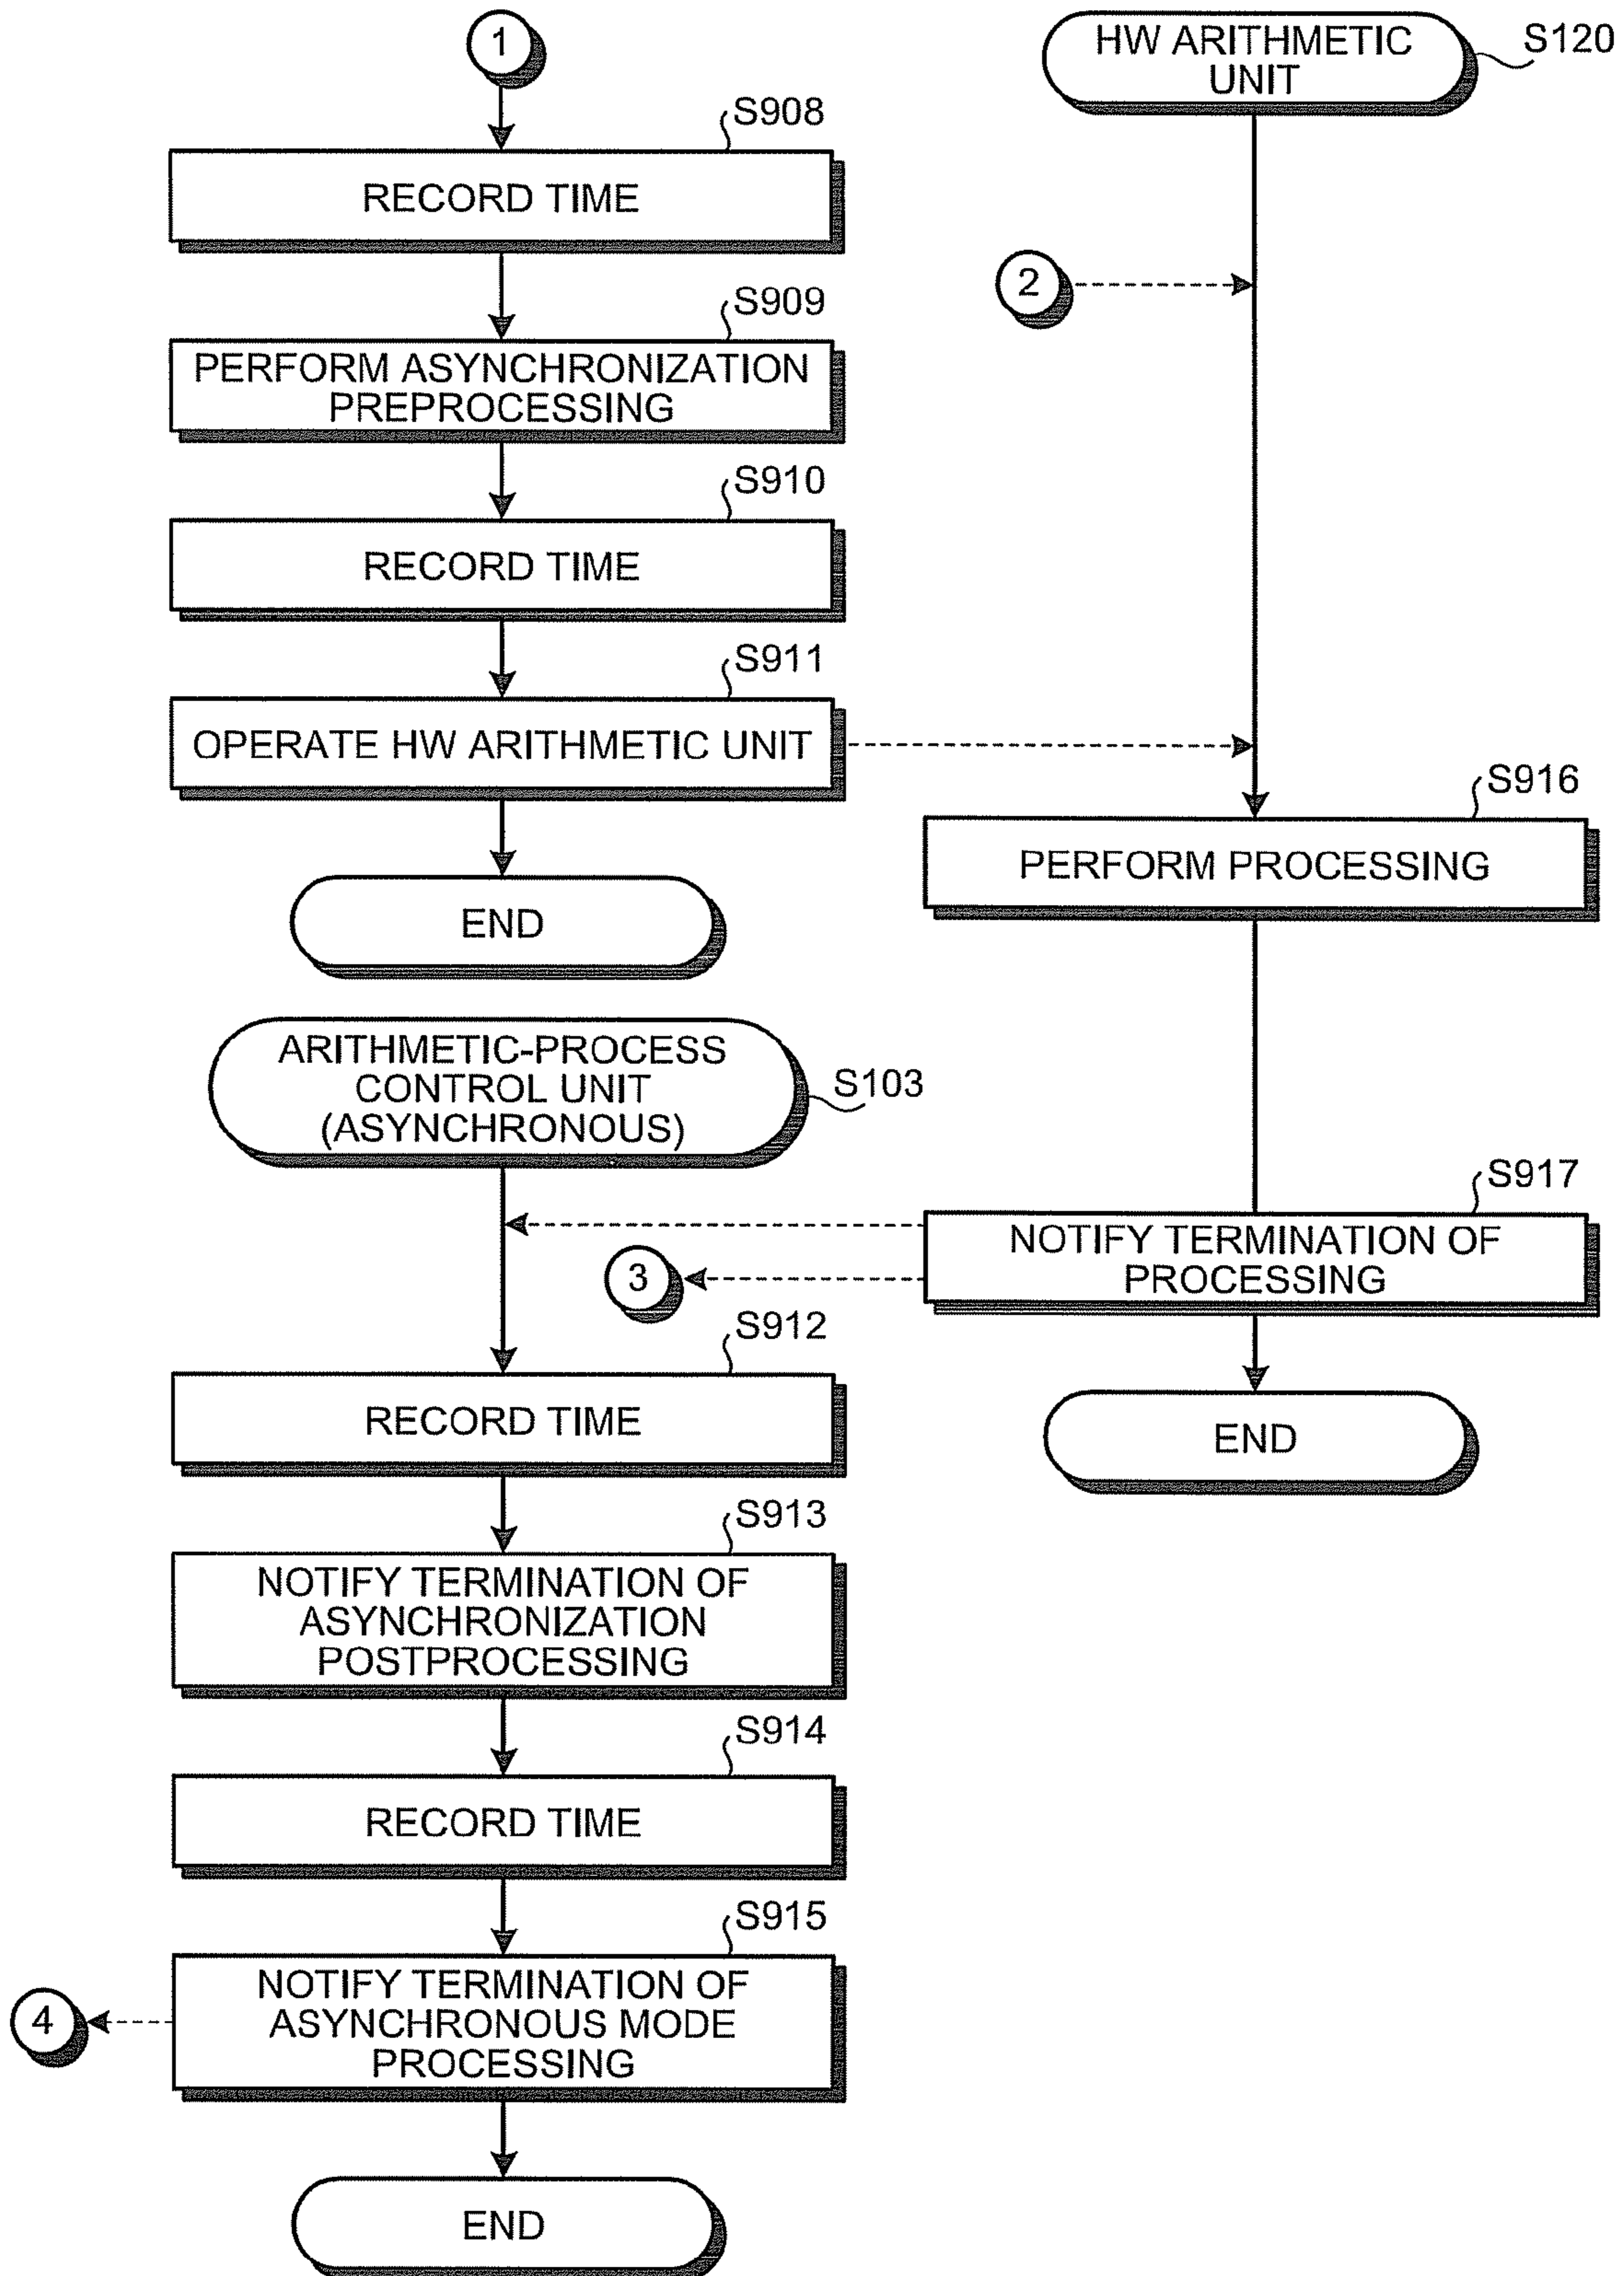 1
S908
RECORD TIME
S909
PERFORM ASYNCHRONIZATION
PREPROCESSING
S910
RECORD TIME
S911
OPERATE HW ARITHMETIC UNIT
END
HW ARITHMETIC
UNIT
S120
2
S916
PERFORM PROCESSING
S917
NOTIFY TERMINATION OF
PROCESSING
3
END
ARITHMETIC-PROCESS
CONTROL UNIT
(ASYNCHRONOUS)
S103
S912
RECORD TIME
S913
NOTIFY TERMINATION OF
ASYNCHRONIZATION
POSTPROCESSING
S914
RECORD TIME
S915
NOTIFY TERMINATION OF
ASYNCHRONOUS MODE
PROCESSING
4
END